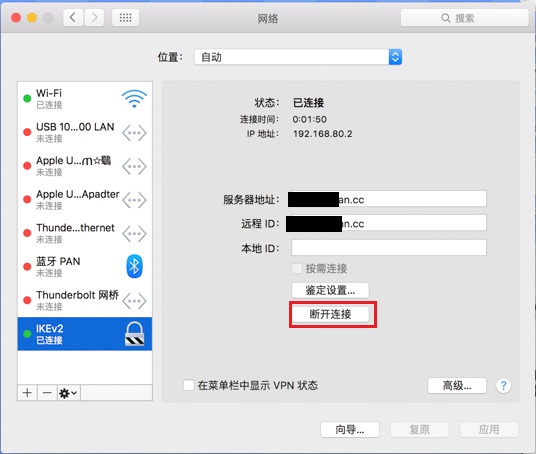 网络
搜索
位置： 自动
Wi-Fi
已连接
USB 10...00 LAN
未连接
未连接
Apple U...Apadter
未连接
Thunde...thernet
未连接
蓝牙 PAN
未连接
Thunderbolt 网桥
未连接
IKEv2
已连接
状态： 已连接
连接时间： 0:01:50
IP 地址： 192.168.80.2
服务器地址： an.cc
远程 ID： an.cc
本地 ID：
按需连接
鉴定设置...
断开连接
在菜单栏中显示 VPN 状态
高级...
?
向导...
复原
应用